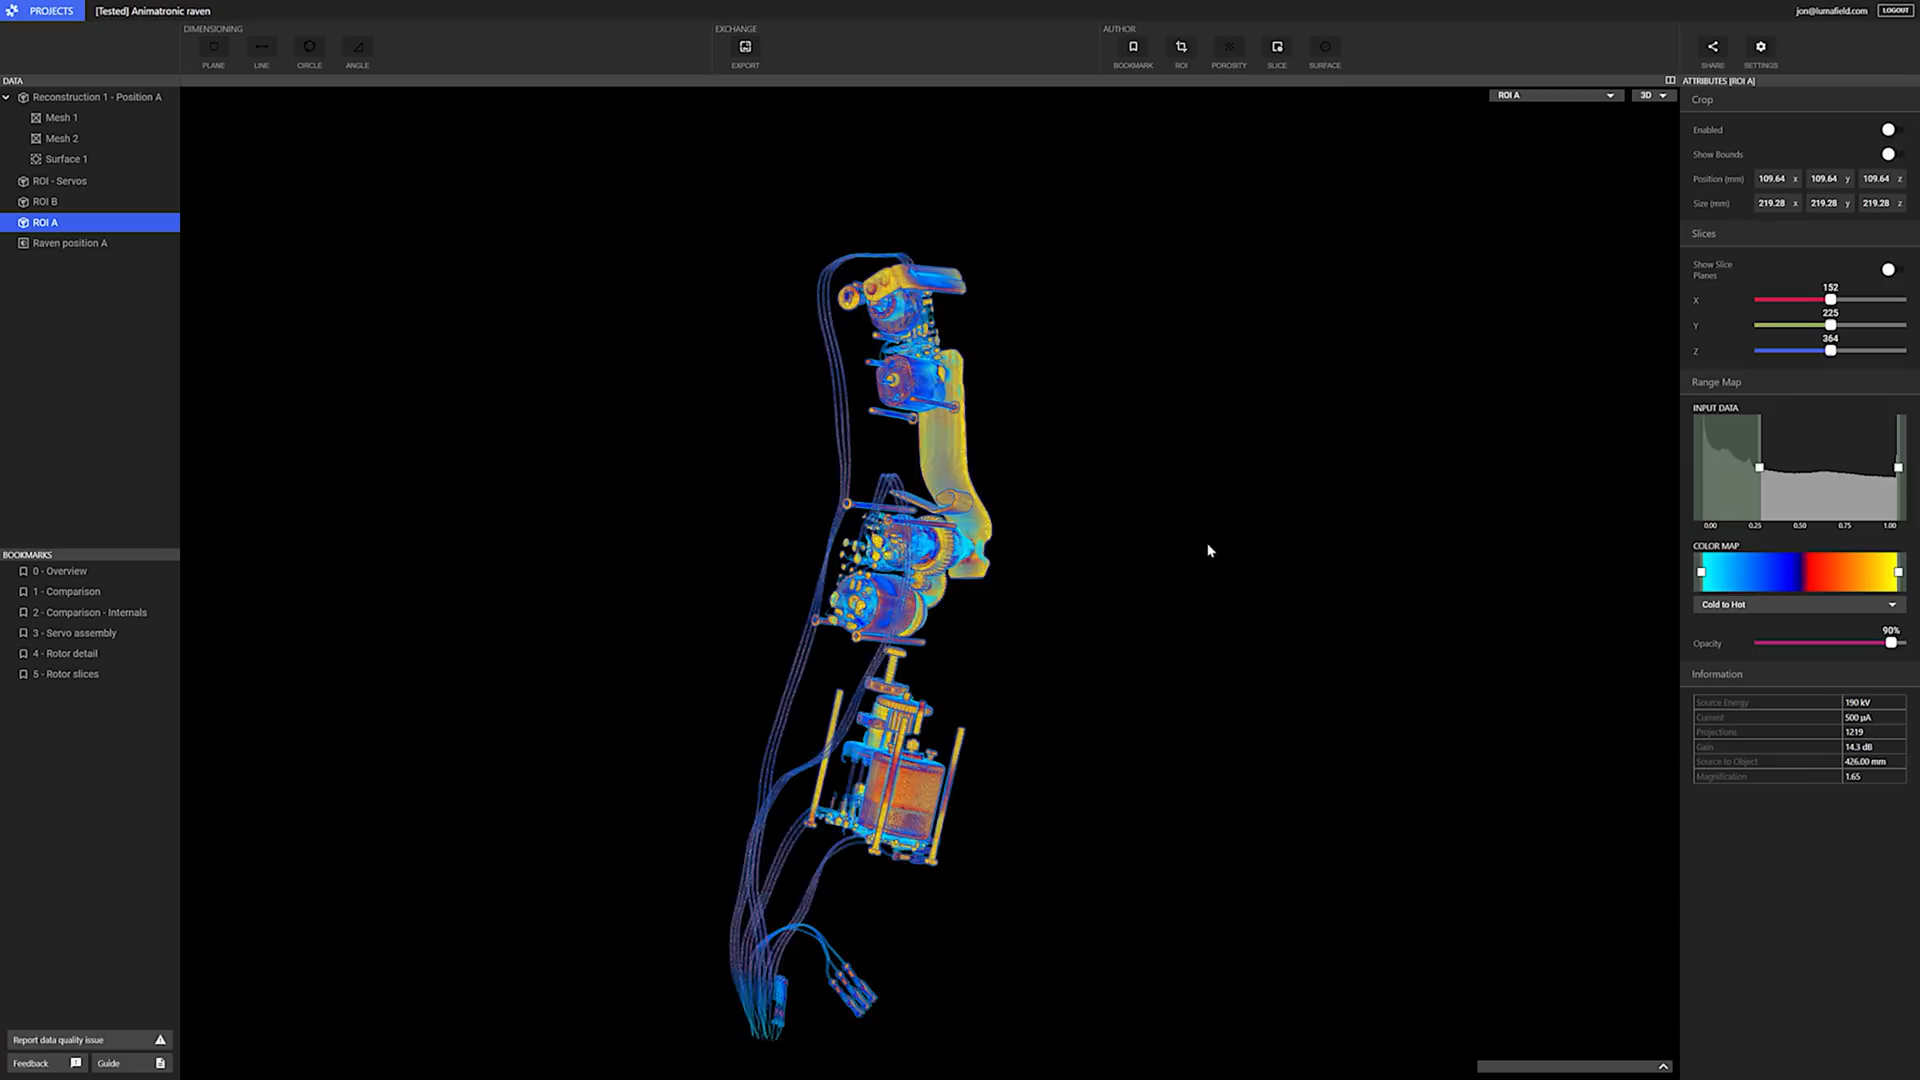 PROJECTS
[Tested] Animatronic raven
jon@lumafield.com
LOGOUT
DIMENSIONING
PLANE
LINE
CIRCLE
ANGLE
EXCHANGE
EXPORT
AUTHOR
BOOKMARK
ROI
POROSITY
SLICE
SURFACE
SHARE
SETTINGS
DATA
Reconstruction 1 - Position A
Mesh 1
Mesh 2
Surface 1
ROI - Servos
ROI B
ROI A
Raven position A
BOOKMARKS
0 - Overview
1 - Comparison
2 - Comparison - Internals
3 - Servo assembly
4 - Rotor detail
5 - Rotor slices
Report data quality issue
Feedback
Guide
ROI A
3D
ATTRIBUTES [ROI A]
Crop
Enabled
Show Bounds
Position (mm) 109.64 x 109.64 y 109.64 z
Size (mm) 219.28 x 219.28 y 219.28 z
Slices
Show Slice
Planes
152
X
225
Y
364
Z
Range Map
INPUT DATA
0.00 0.25 0.50 0.75 1.00
COLOR MAP
Cold to Hot
90%
Opacity
Information
Source Energy 190 kV
Current 500 µA
Projections 1219
Gain 14.3 dB
Source to Object 426.00 mm
Magnification 1.65